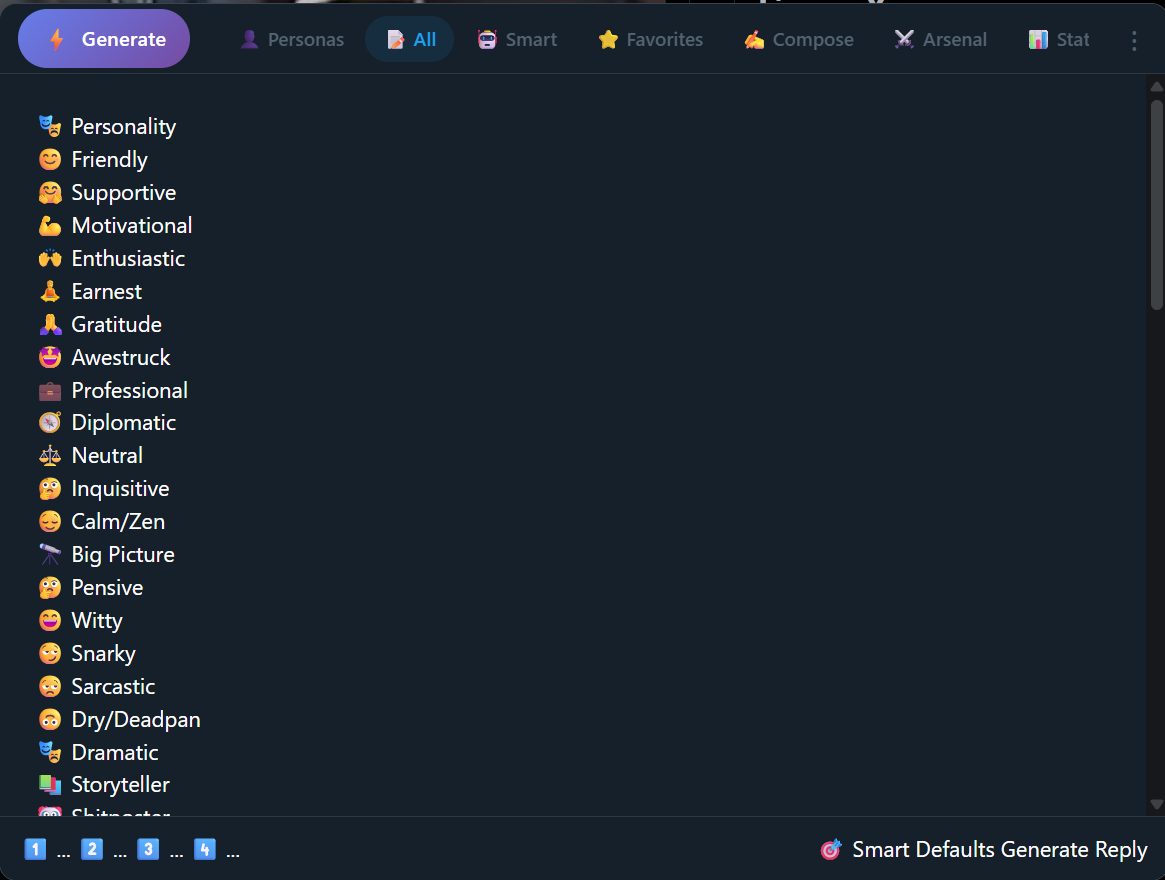 Generate Personas All Smart Favorites Compose Arsenal Stat
Personality
Friendly
Supportive
Motivational
Enthusiastic
Earnest
Gratitude
Awestruck
Professional
Diplomatic
Neutral
Inquisitive
Calm/Zen
Big Picture
Pensive
Witty
Snarky
Sarcastic
Dry/Deadpan
Dramatic
Storyteller
Shitposter
1 ... 2 ... 3 ... 4 ... Smart Defaults Generate Reply